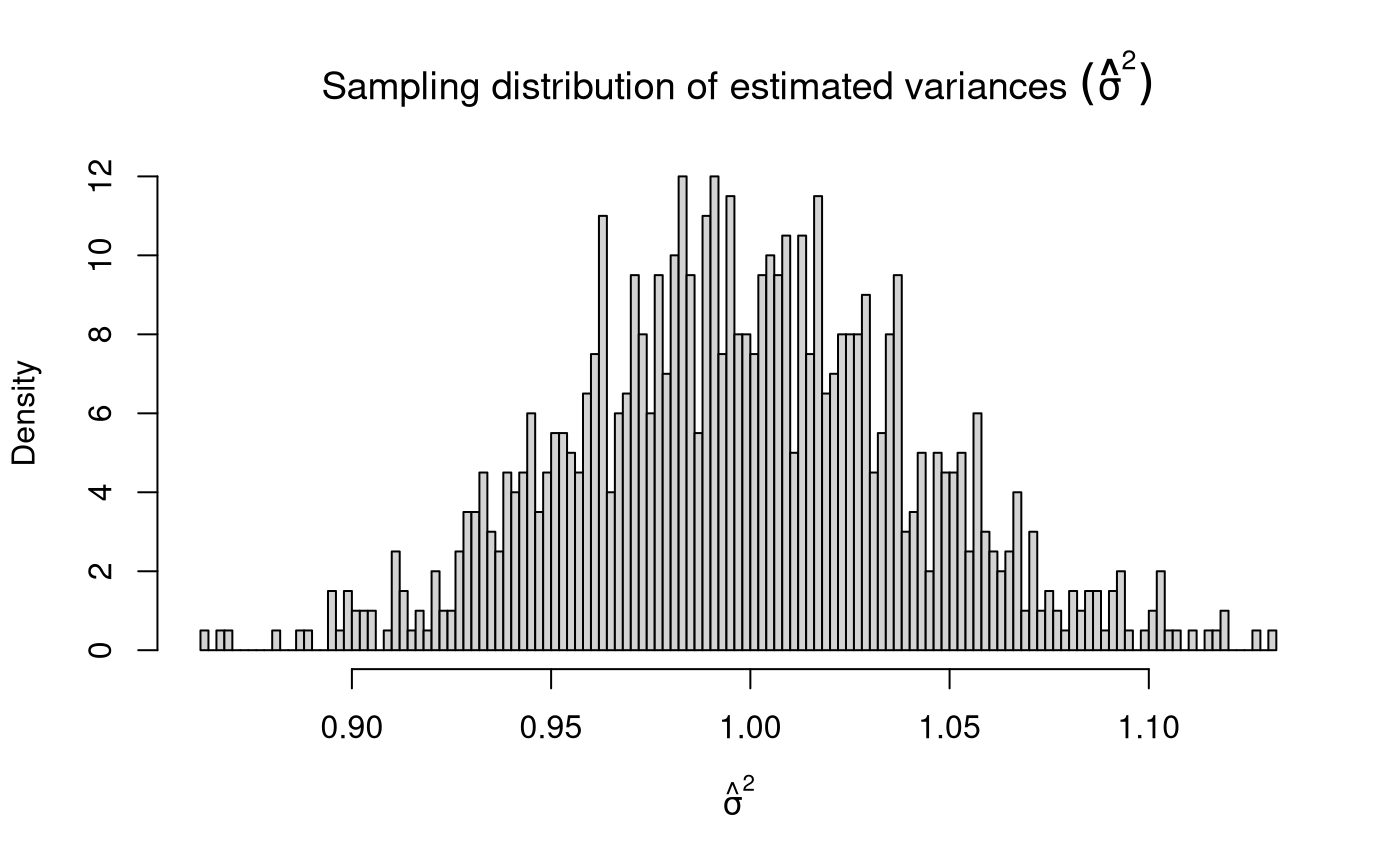 Sampling distribution of estimated variances (σ̂²)
12
10
8
6
4
2
0
Density
0.90 0.95 1.00 1.05 1.10
σ̂²